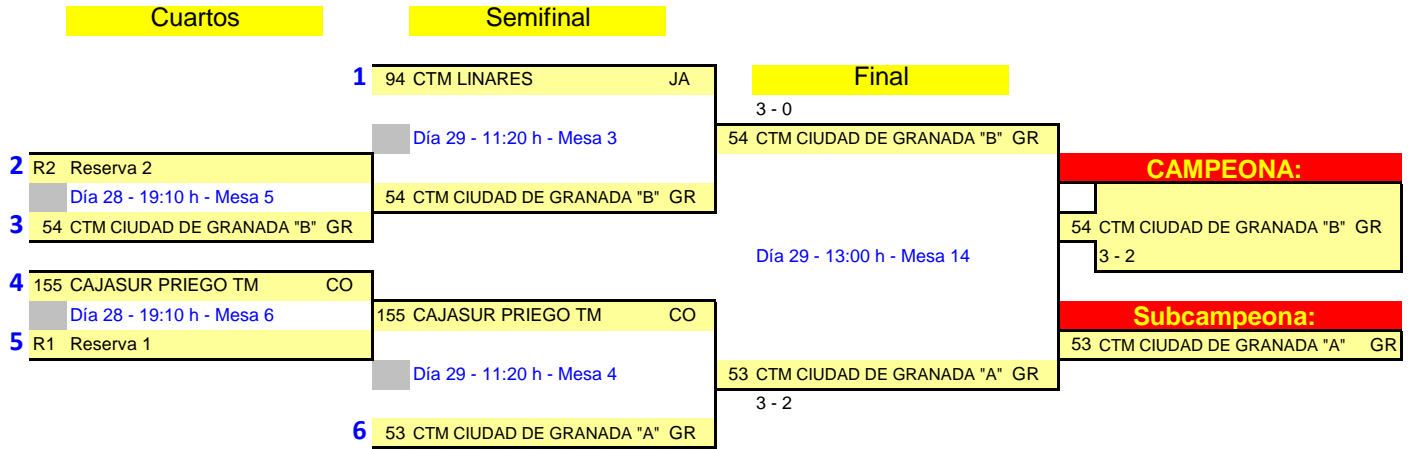 Cuartos
Semifinal
1 94 CTM LINARES JA
Final
3 - 0
Día 29 - 11:20 h - Mesa 3
54 CTM CIUDAD DE GRANADA "B" GR
2 R2 Reserva 2
CAMPEONA:
Día 28 - 19:10 h - Mesa 5
54 CTM CIUDAD DE GRANADA "B" GR
3 54 CTM CIUDAD DE GRANADA "B" GR
54 CTM CIUDAD DE GRANADA "B" GR
Día 29 - 13:00 h - Mesa 14
3 - 2
4 155 CAJASUR PRIEGO TM CO
Día 28 - 19:10 h - Mesa 6
155 CAJASUR PRIEGO TM CO
Subcampeona:
5 R1 Reserva 1
53 CTM CIUDAD DE GRANADA "A" GR
Día 29 - 11:20 h - Mesa 4
53 CTM CIUDAD DE GRANADA "A" GR
3 - 2
6 53 CTM CIUDAD DE GRANADA "A" GR